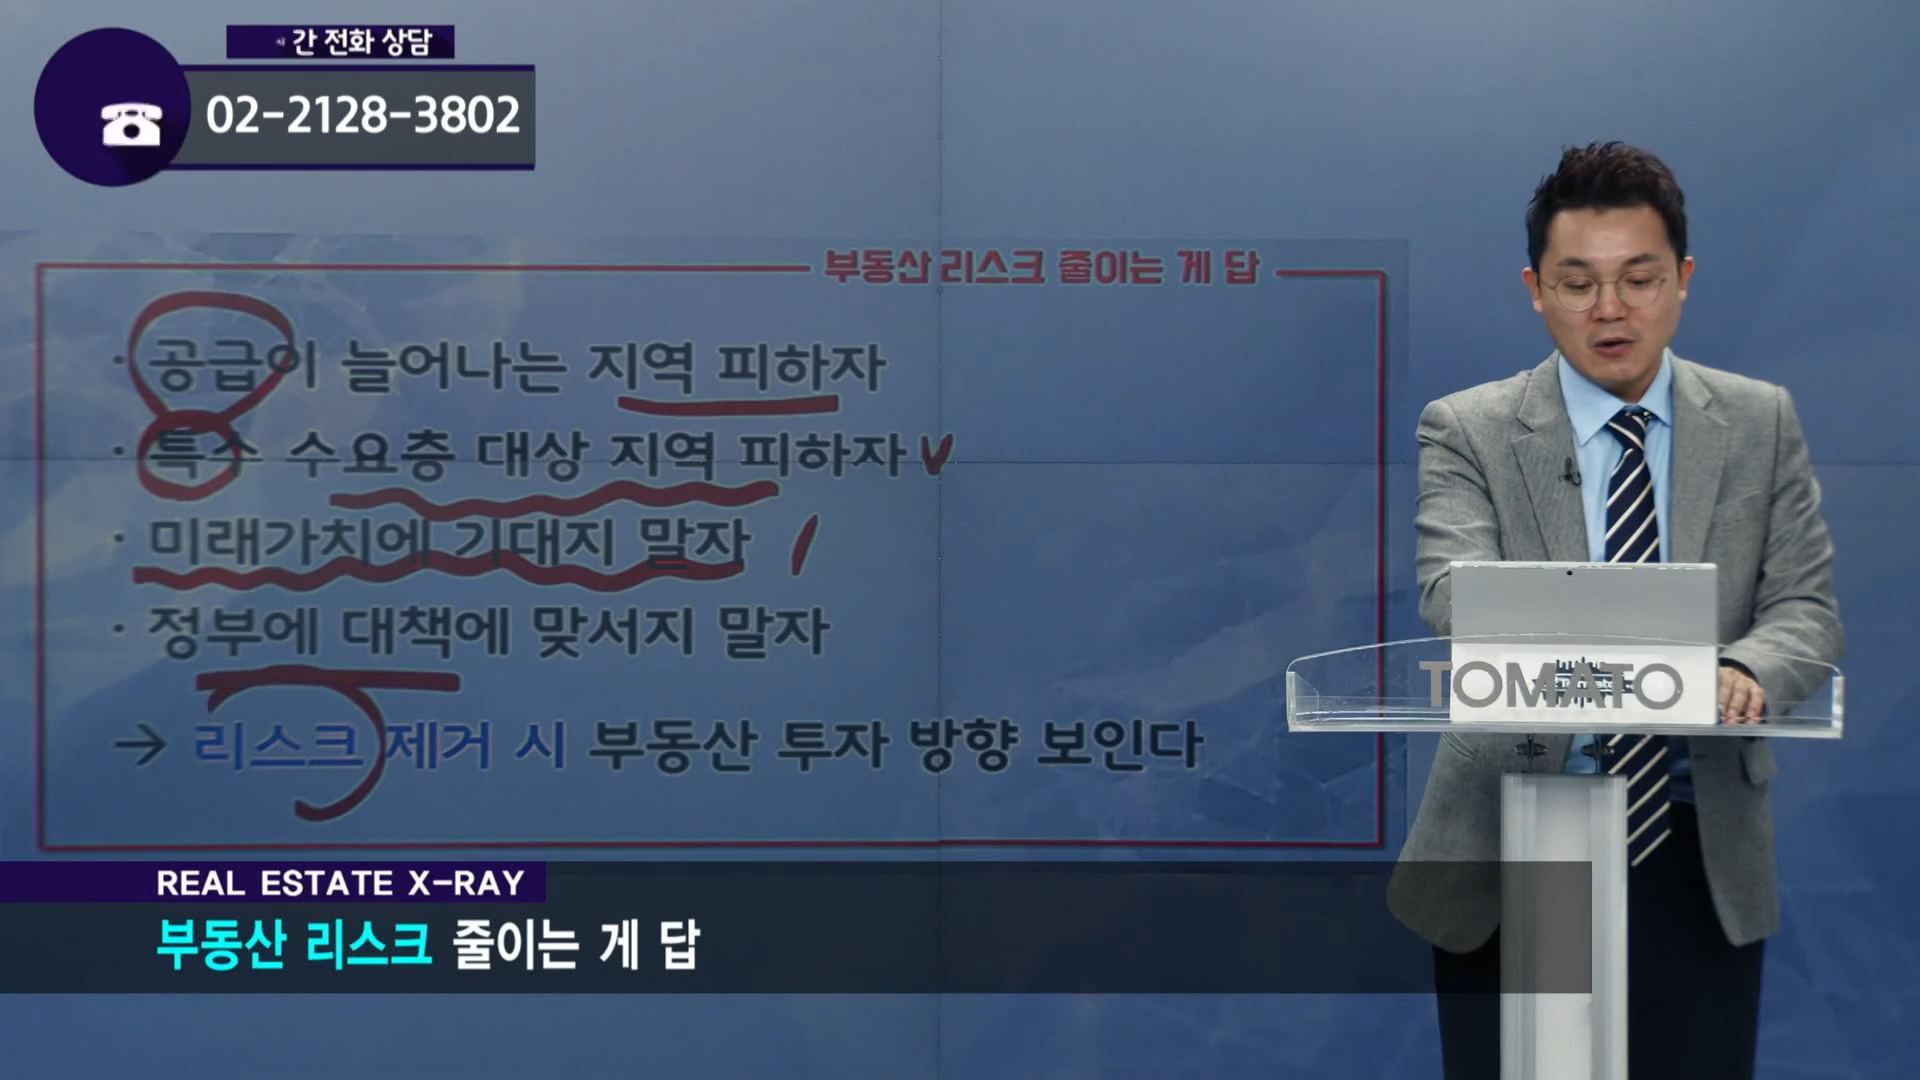 간 전화 상담
02-2128-3802
부동산 리스크 줄이는 게 답
· 공급이 늘어나는 지역 피하자
· 특수 수요층 대상 지역 피하자
· 미래가치에 기대지 말자
· 정부에 대책에 맞서지 말자
→ 리스크 제거 시 부동산 투자 방향 보인다
TOMATO
REAL ESTATE X-RAY
부동산 리스크 줄이는 게 답